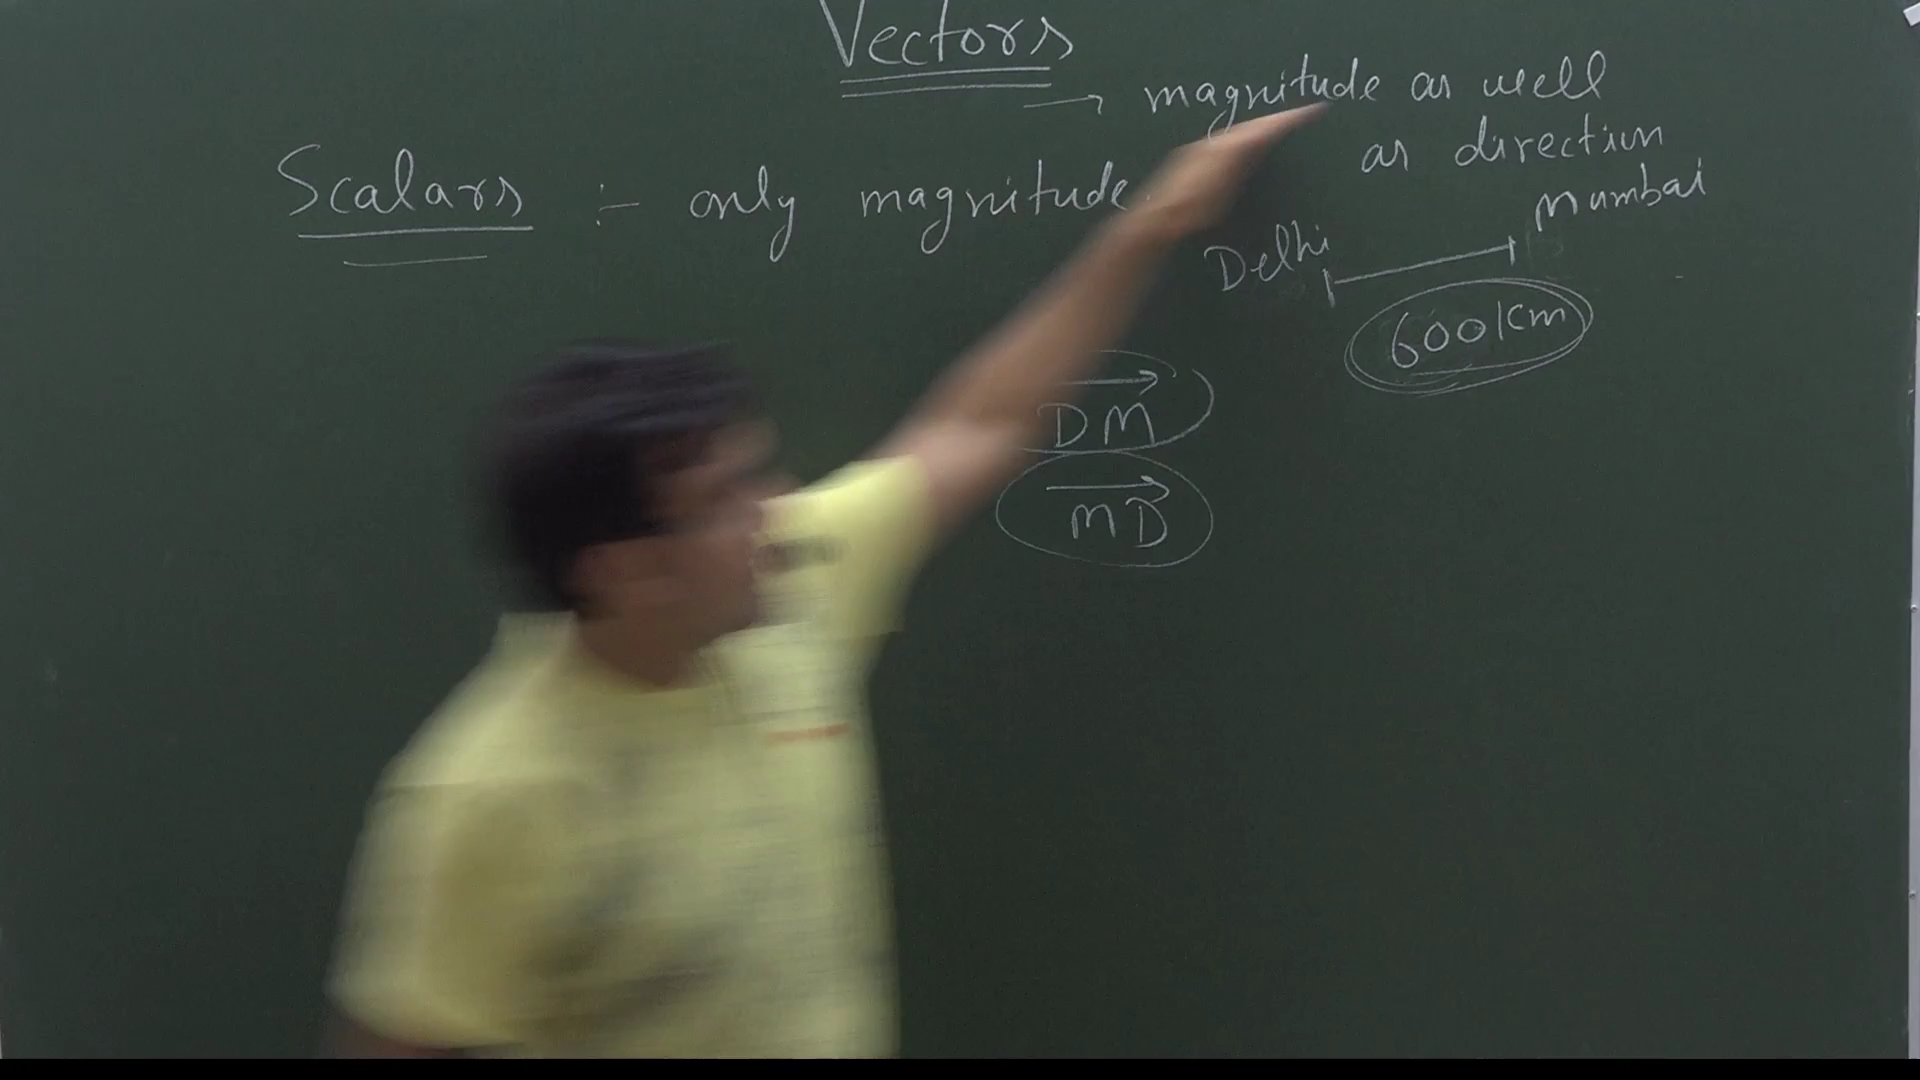 Vectors
→ magnitude as well
as direction
Scalars :- only magnitude.
Delhi Mumbai
600km
DM
MD